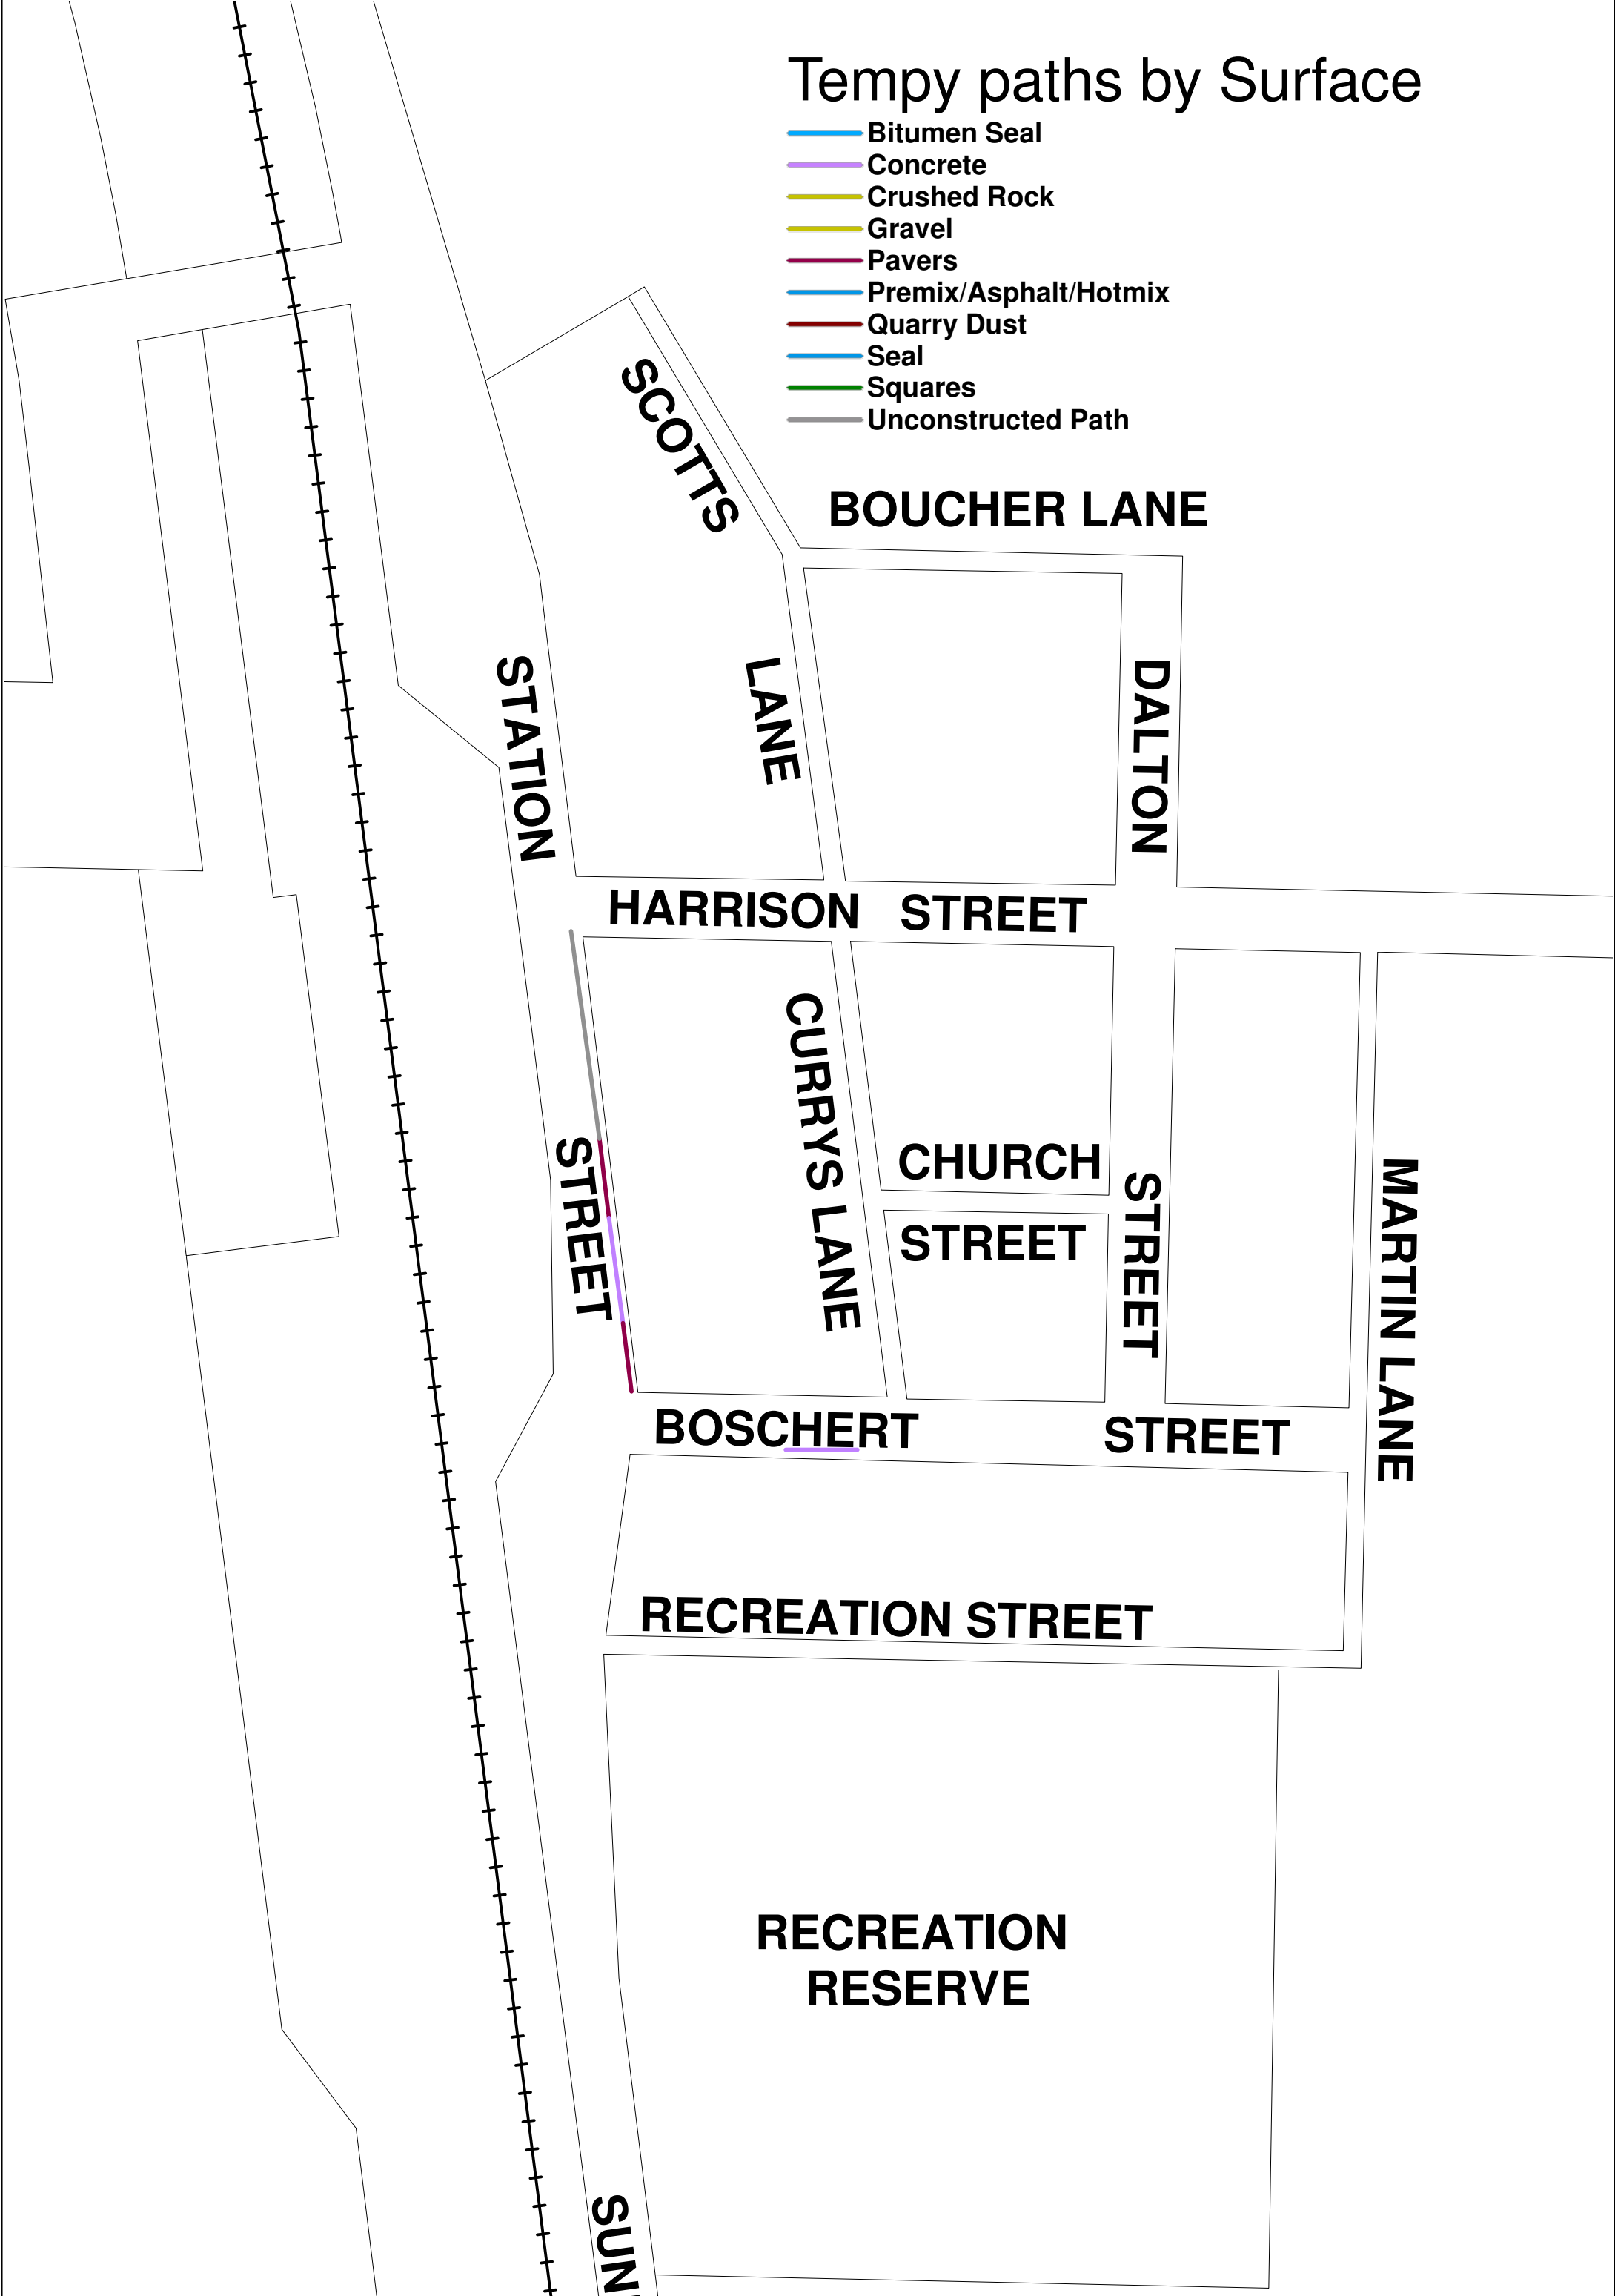 Tempy paths by Surface
Bitumen Seal
Concrete
Crushed Rock
Gravel
Pavers
Premix/Asphalt/Hotmix
Quarry Dust
Seal
Squares
Unconstructed Path
SCOTTS
LANE
BOUCHER LANE
STATION
STREET
DALTON
STREET
HARRISON STREET
CURRYS LANE
CHURCH
STREET
MARTIN LANE
BOSCHERT STREET
RECREATION STREET
RECREATION
RESERVE
SUN